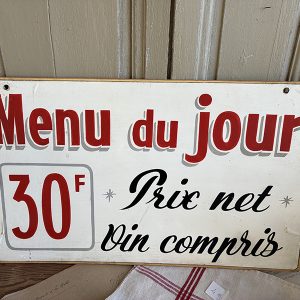 Menu du jour
30F
Prix net
Vin compris